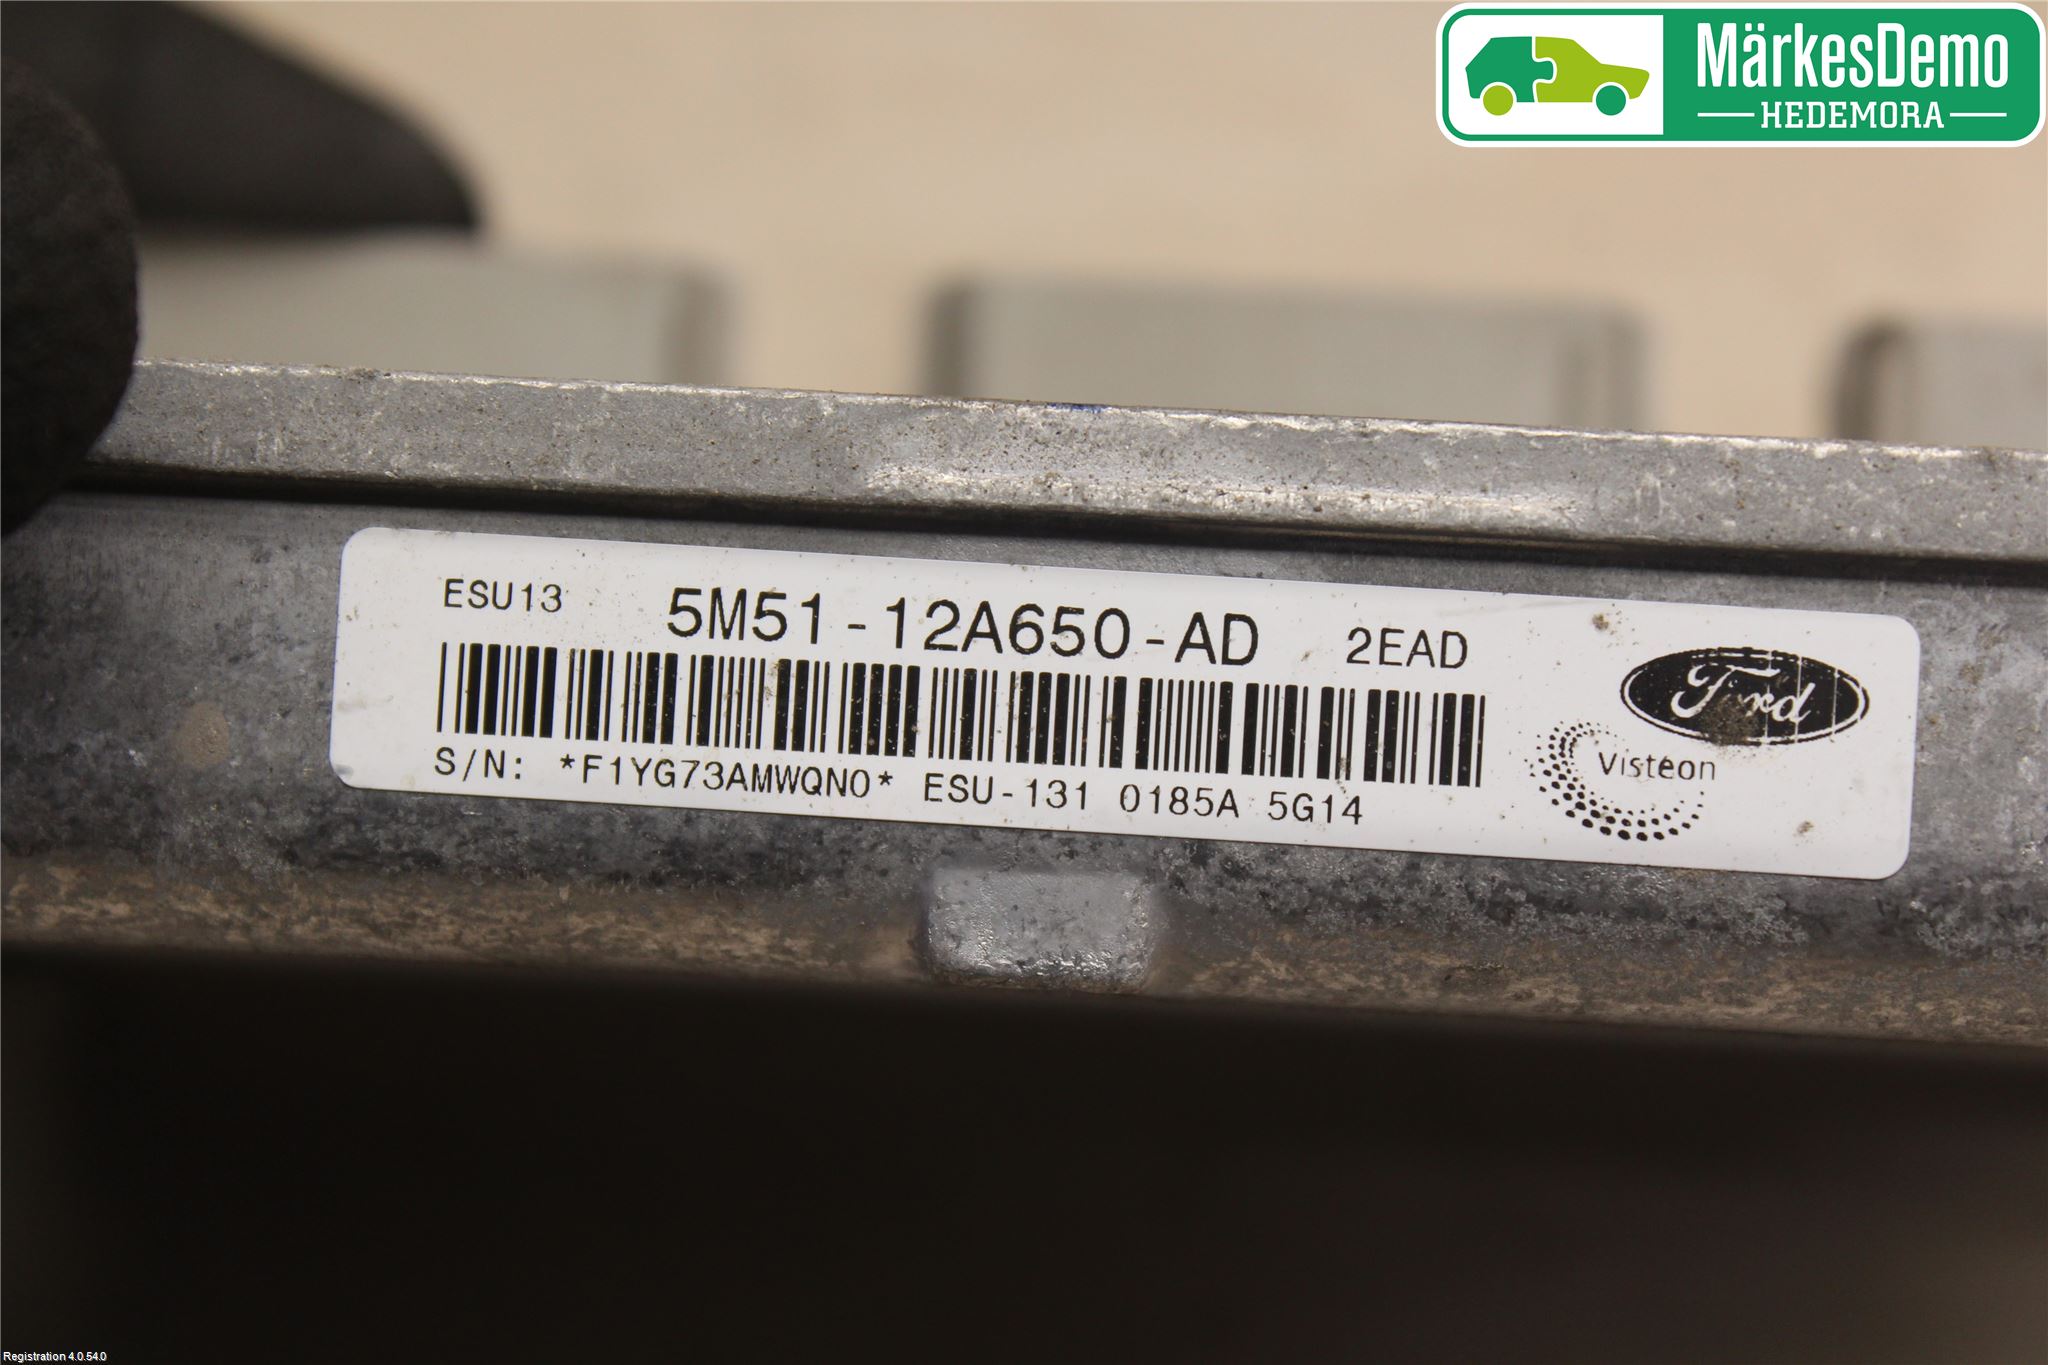 MärkesDemo
HEDEMORA
ESU13 5M51-12A650-AD 2EAD
Ford
Visteon
S/N: *F1YG73AMWQN0* ESU-131 0185A 5G14
Registration 4.0.54.0